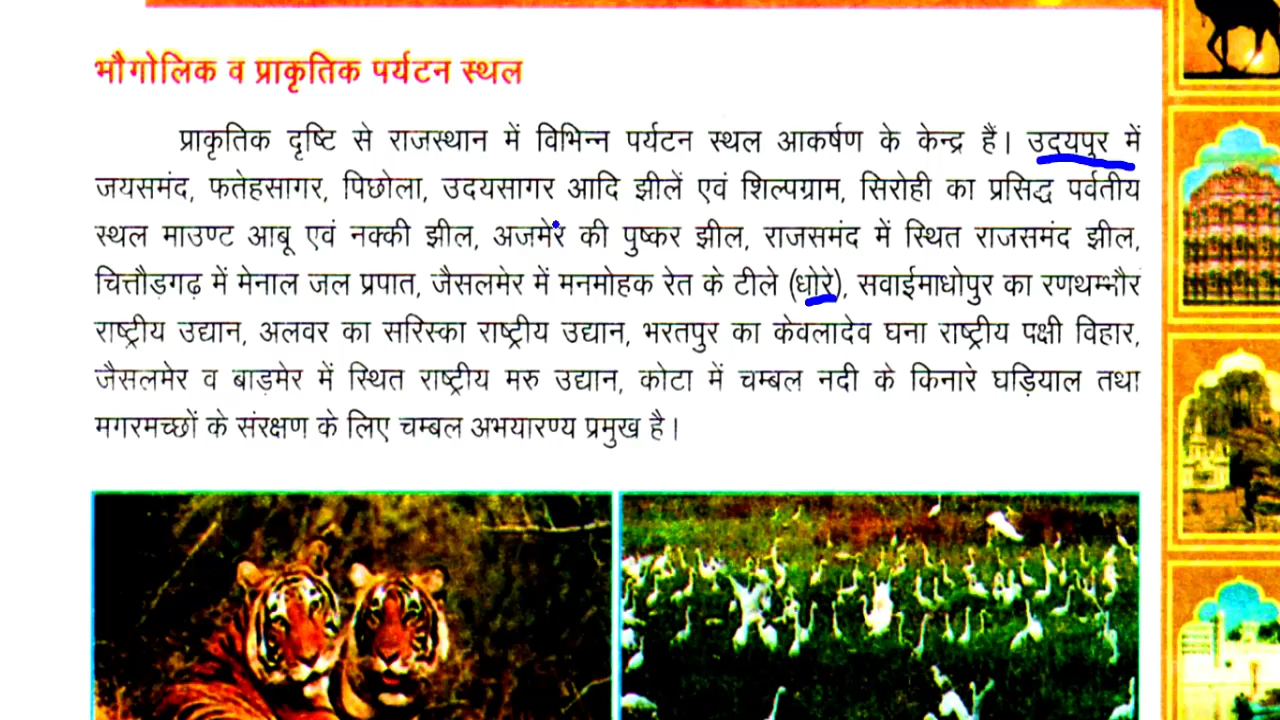 भौगोलिक व प्राकृतिक पर्यटन स्थल
प्राकृतिक दृष्टि से राजस्थान में विभिन्न पर्यटन स्थल आकर्षण के केन्द्र हैं। उदयपुर में
जयसमंद, फतेहसागर, पिछोला, उदयसागर आदि झीलें एवं शिल्पग्राम, सिरोही का प्रसिद्ध पर्वतीय
स्थल माउण्ट आबू एवं नक्की झील, अजमेर की पुष्कर झील, राजसमंद में स्थित राजसमंद झील,
चित्तौड़गढ़ में मेनाल जल प्रपात, जैसलमेर में मनमोहक रेत के टीले (धोरे), सवाईमाधोपुर का रणथम्भौर
राष्ट्रीय उद्यान, अलवर का सरिस्का राष्ट्रीय उद्यान, भरतपुर का केवलादेव घना राष्ट्रीय पक्षी विहार,
जैसलमेर व बाड़मेर में स्थित राष्ट्रीय मरु उद्यान, कोटा में चम्बल नदी के किनारे घड़ियाल तथा
मगरमच्छों के संरक्षण के लिए चम्बल अभयारण्य प्रमुख है।